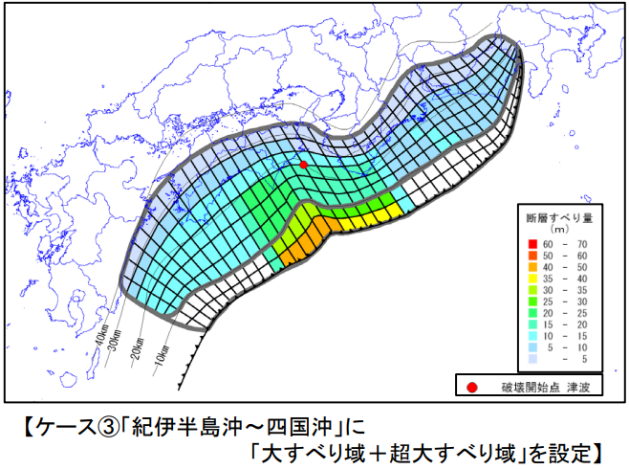 40km
30km
20km
10km
断層すべり量
(m)
60 - 70
50 - 60
40 - 50
35 - 40
30 - 35
25 - 30
20 - 25
15 - 20
10 - 15
5 - 10
- 5
破壊開始点 津波
【ケース③「紀伊半島沖~四国沖」に
「大すべり域+超大すべり域」を設定】